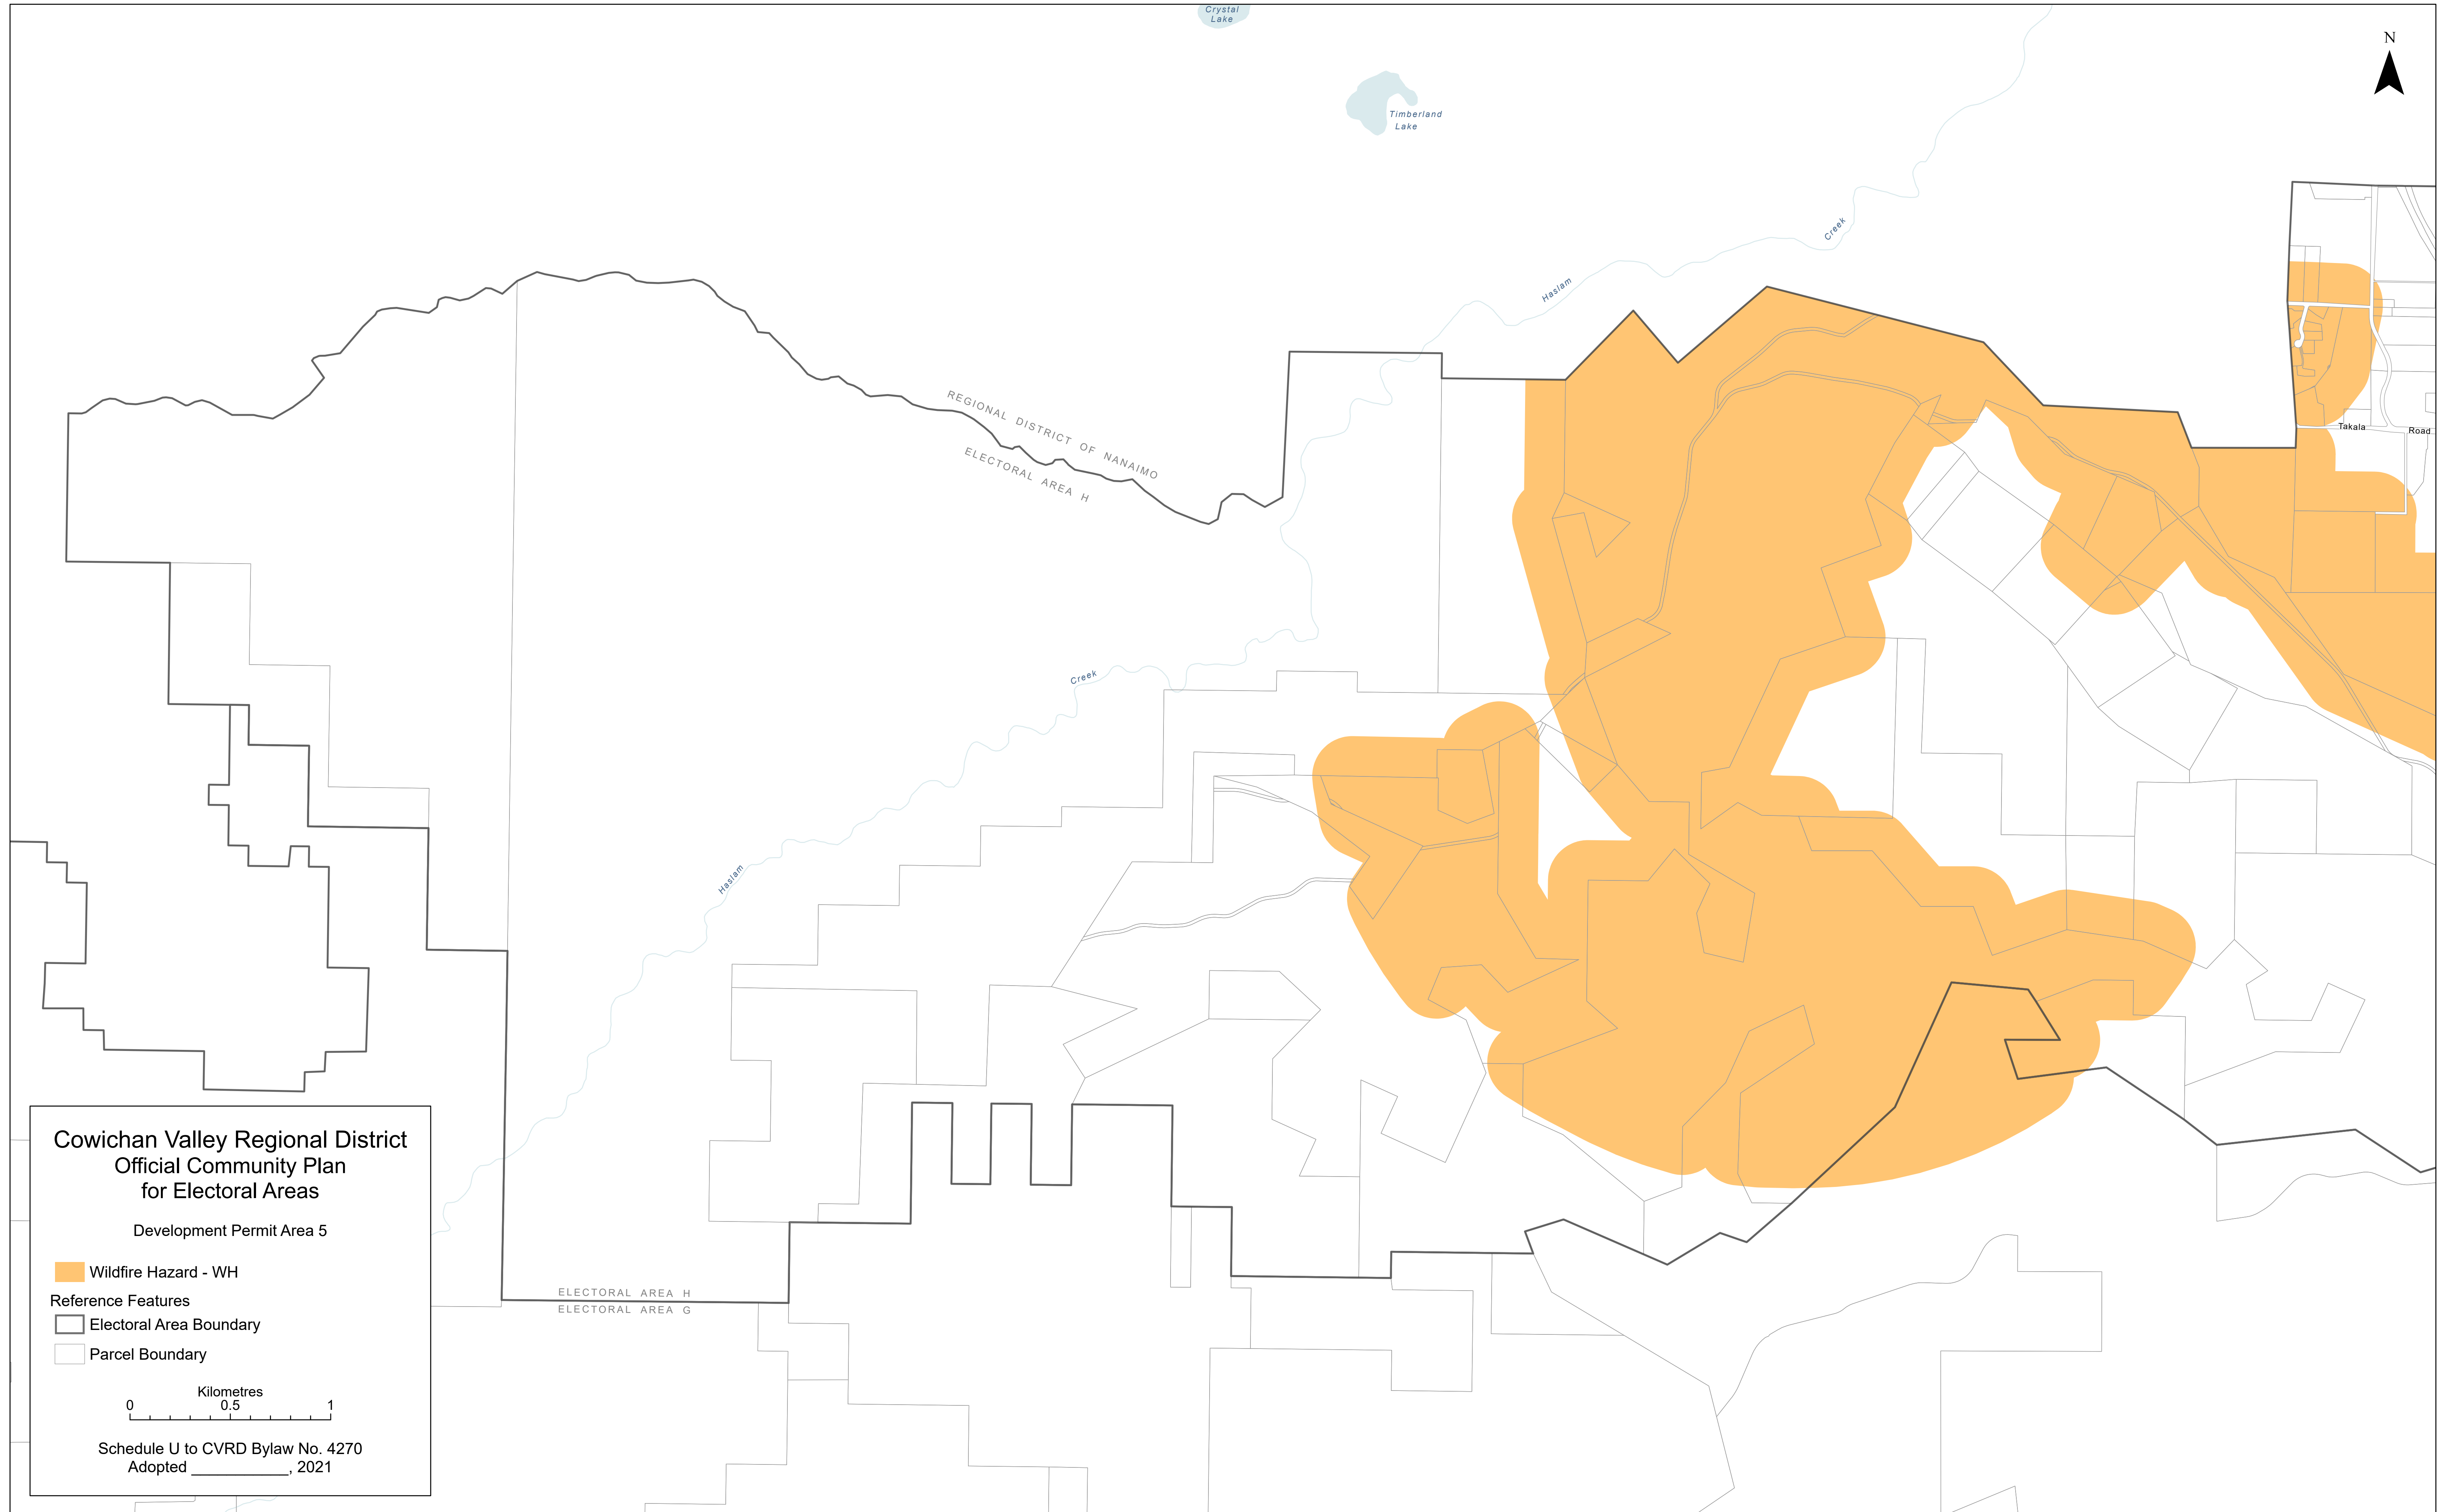 Crystal
Lake
N
Timberland
Lake
Creek
Haslam
REGIONAL DISTRICT OF NANAIMO
ELECTORAL AREA H
Takala Road
Creek
Haslam
ELECTORAL AREA H
ELECTORAL AREA G
Cowichan Valley Regional District
Official Community Plan
for Electoral Areas
Development Permit Area 5
Wildfire Hazard - WH
Reference Features
Electoral Area Boundary
Parcel Boundary
Kilometres
0 0.5 1
Schedule U to CVRD Bylaw No. 4270
Adopted ____________, 2021